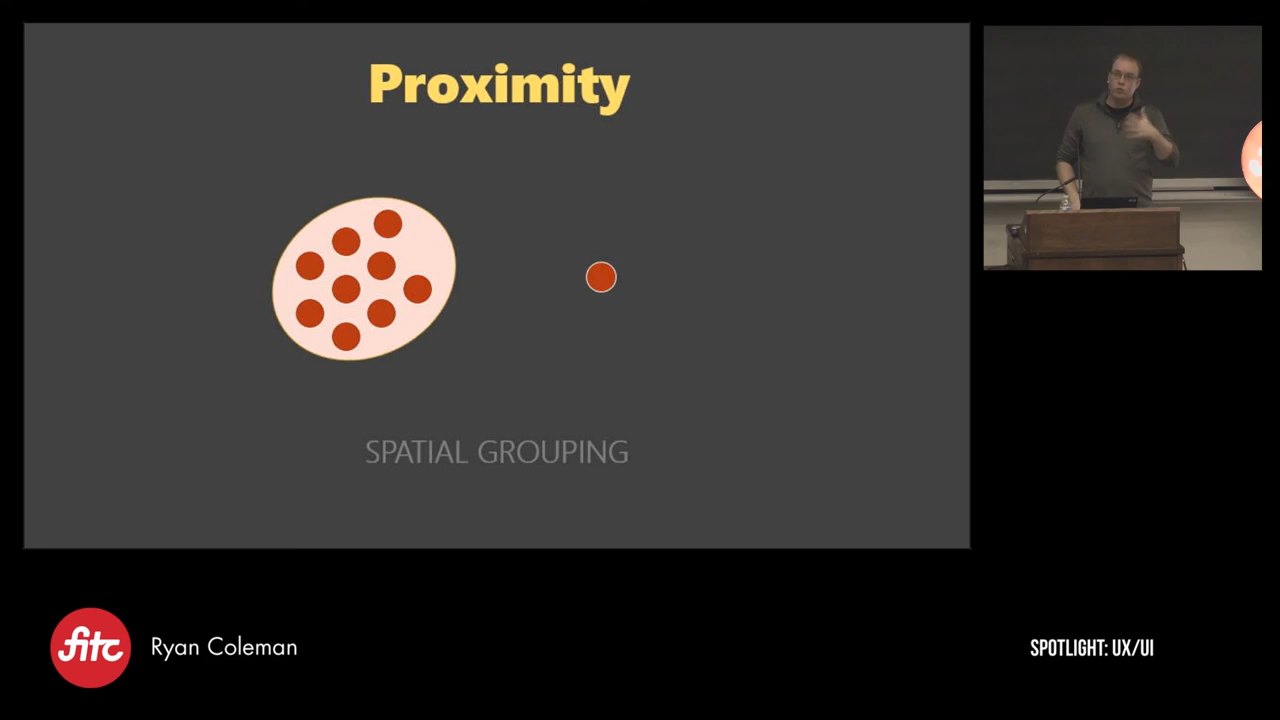 Proximity
SPATIAL GROUPING
fitc
Ryan Coleman
SPOTLIGHT: UX/UI